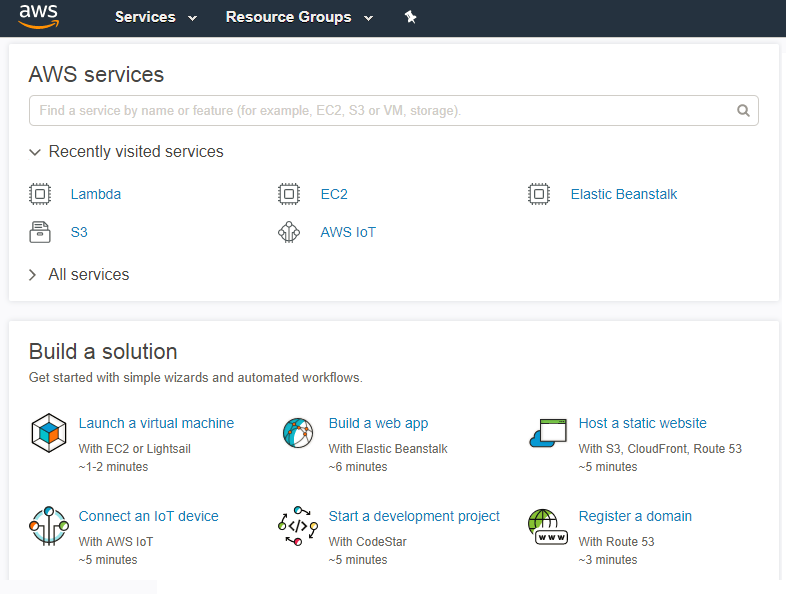 aws Services Resource Groups
AWS services
Find a service by name or feature (for example, EC2, S3 or VM, storage).
Recently visited services
Lambda EC2 Elastic Beanstalk
S3 AWS IoT
All services
Build a solution
Get started with simple wizards and automated workflows.
Launch a virtual machine
With EC2 or Lightsail
~1-2 minutes
Build a web app
With Elastic Beanstalk
~6 minutes
Host a static website
With S3, CloudFront, Route 53
~5 minutes
Connect an IoT device
With AWS IoT
~5 minutes
</>
Start a development project
With CodeStar
~5 minutes
www
Register a domain
With Route 53
~3 minutes